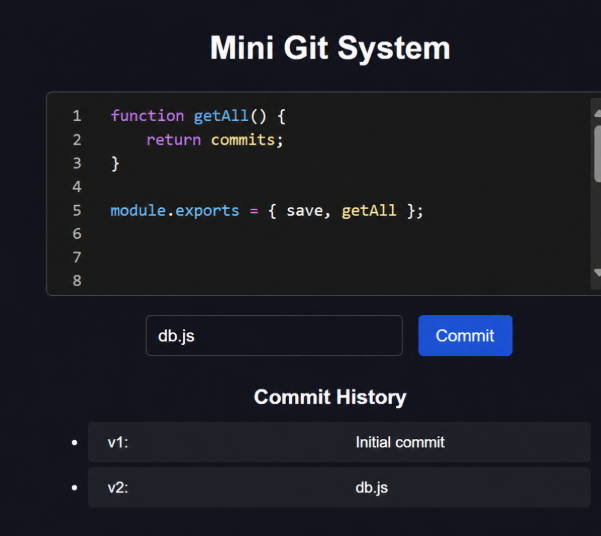 Mini Git System
1 function getAll() {
2     return commits;
3 }
4
5 module.exports = { save, getAll };
6
7
8
db.js Commit
Commit History
v1: Initial commit
v2: db.js